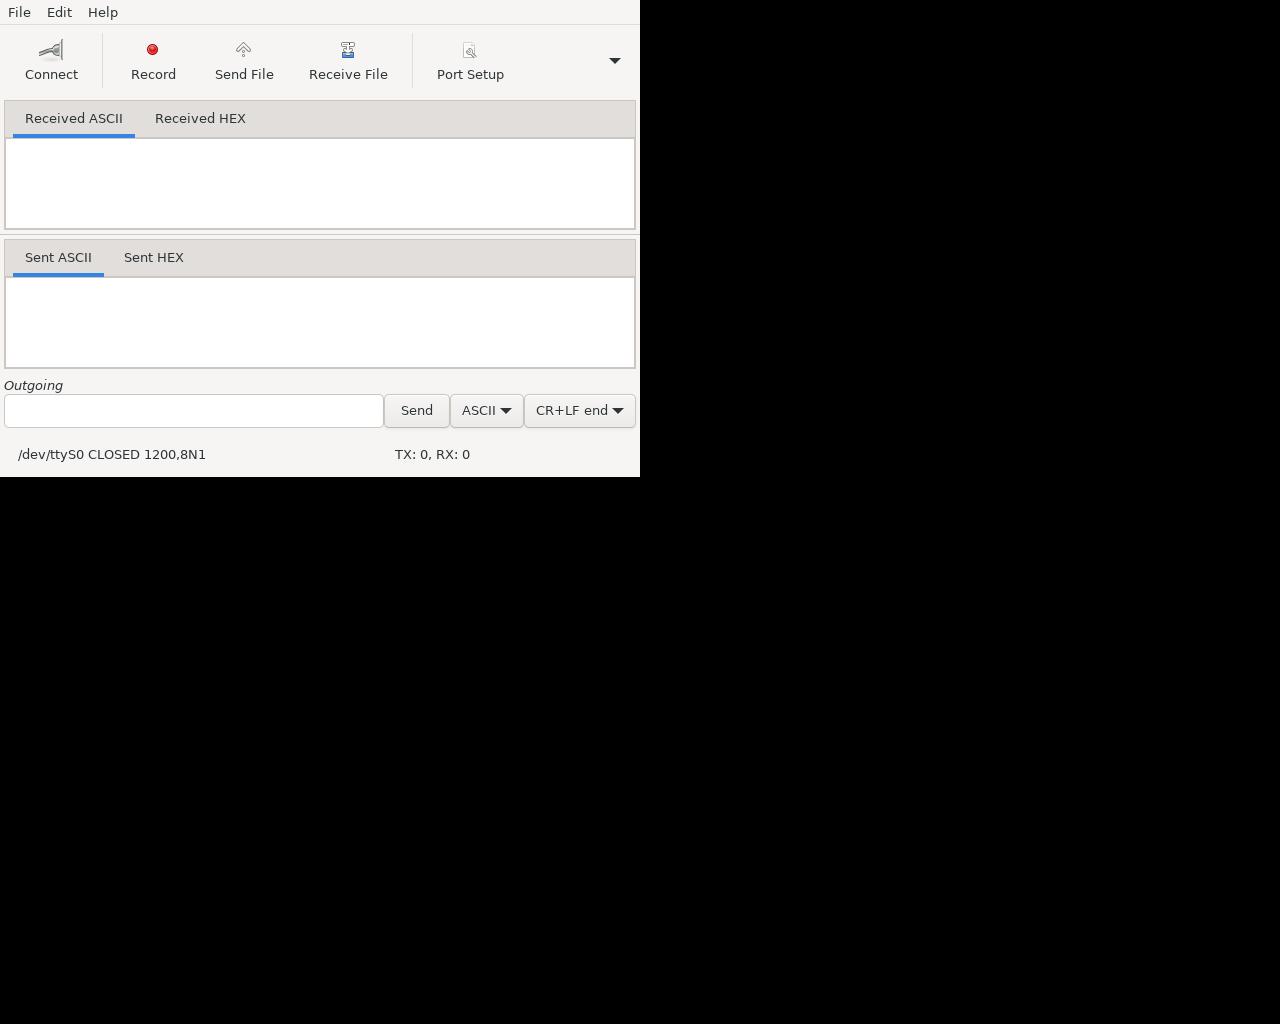 File Edit Help
Connect Record Send File Receive File Port Setup
Received ASCII Received HEX
Sent ASCII Sent HEX
Outgoing
Send ASCII CR+LF end
/dev/ttyS0 CLOSED 1200,8N1 TX: 0, RX: 0